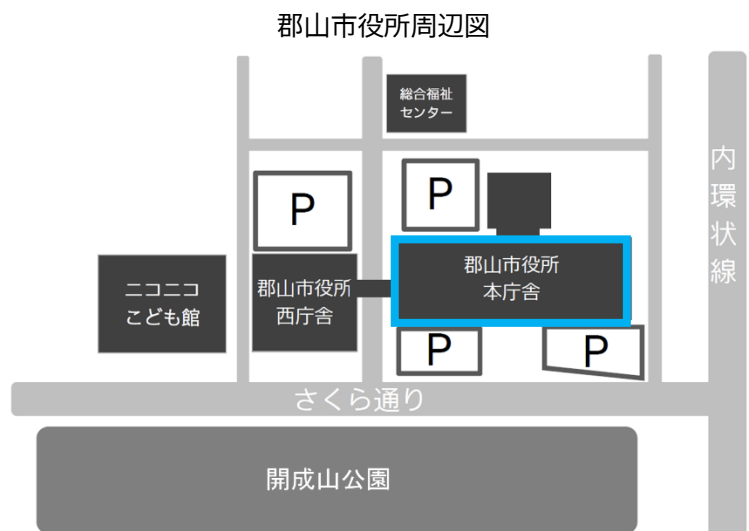 郡山市役所周辺図
総合福祉
センター
内
環
状
線
P
P
郡山市役所
本庁舎
郡山市役所
西庁舎
ニコニコ
こども館
P
P
さくら通り
開成山公園